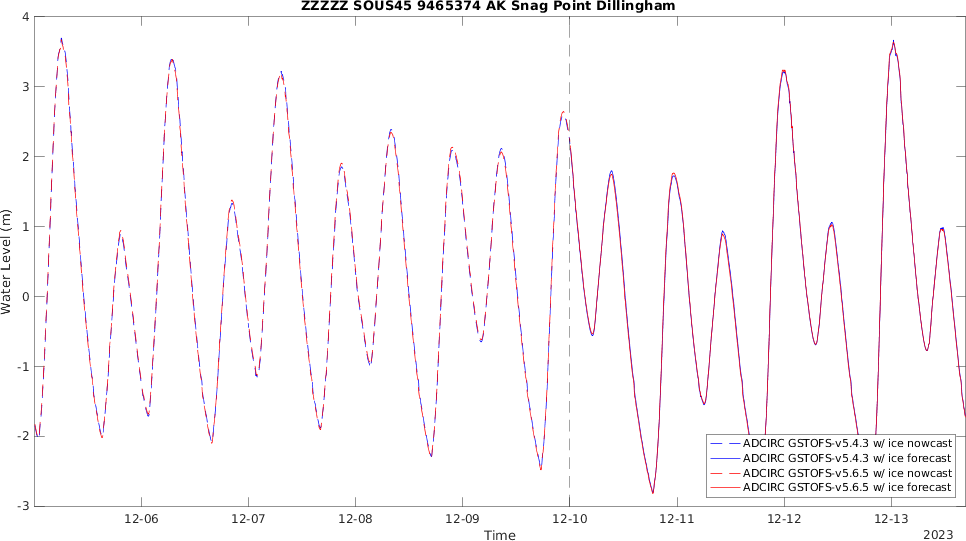 ZZZZZ SOUS45 9465374 AK Snag Point Dillingham
4
3
2
1
0
-1
-2
-3
Water Level (m)
ADCIRC GSTOFS-v5.4.3 w/ ice nowcast
ADCIRC GSTOFS-v5.4.3 w/ ice forecast
ADCIRC GSTOFS-v5.6.5 w/ ice nowcast
ADCIRC GSTOFS-v5.6.5 w/ ice forecast
12-06 12-07 12-08 12-09 12-10 12-11 12-12 12-13
Time
2023